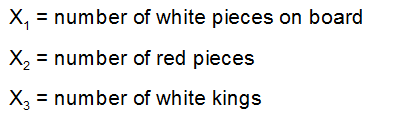 X₁ = number of white pieces on board
X₂ = number of red pieces
X₃ = number of white kings